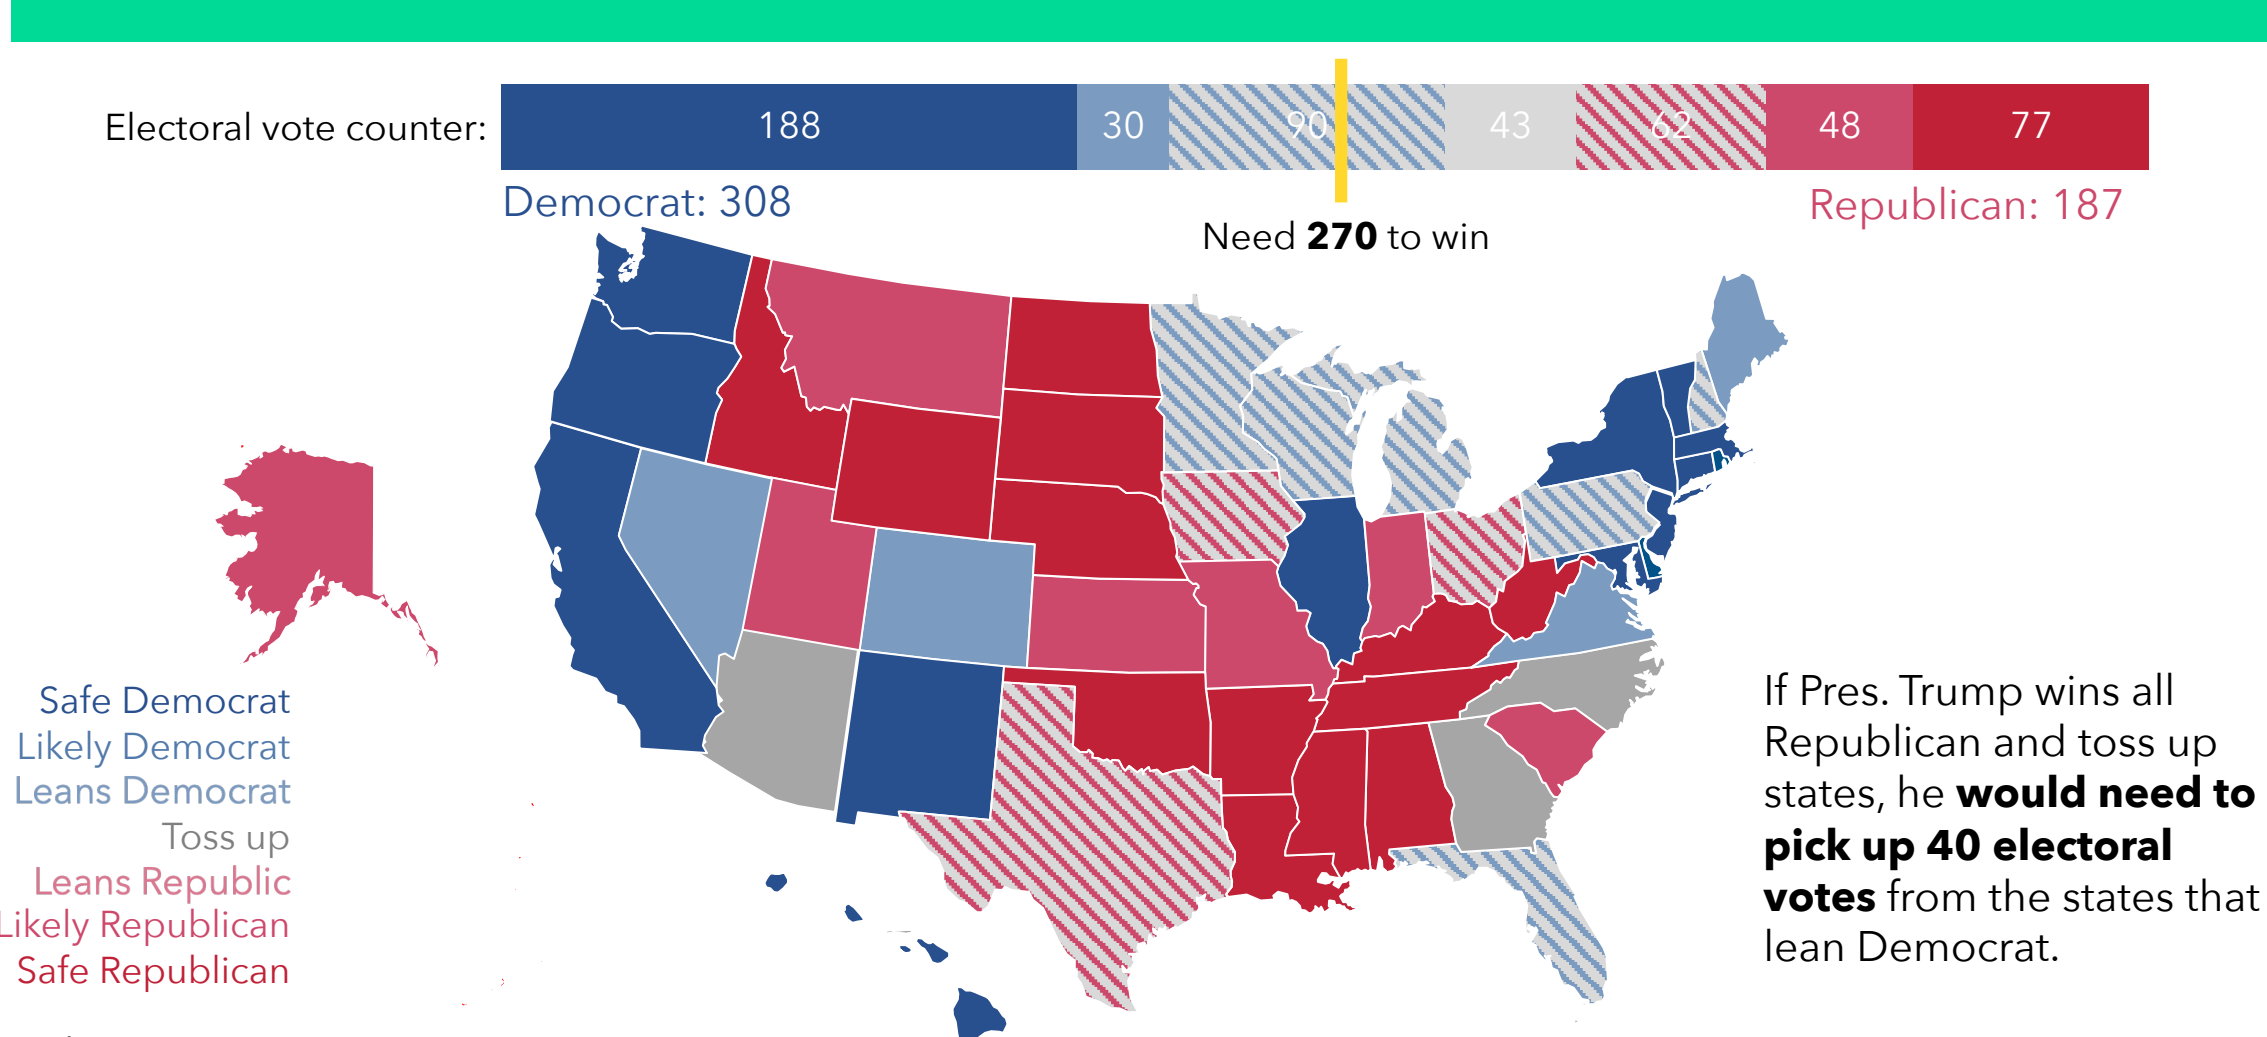 Electoral vote counter:
188 30 90 43 62 48 77
Democrat: 308
Republican: 187
Need 270 to win
Safe Democrat
Likely Democrat
Leans Democrat
Toss up
Leans Republic
Likely Republican
Safe Republican
If Pres. Trump wins all
Republican and toss up
states, he would need to
pick up 40 electoral
votes from the states that
lean Democrat.